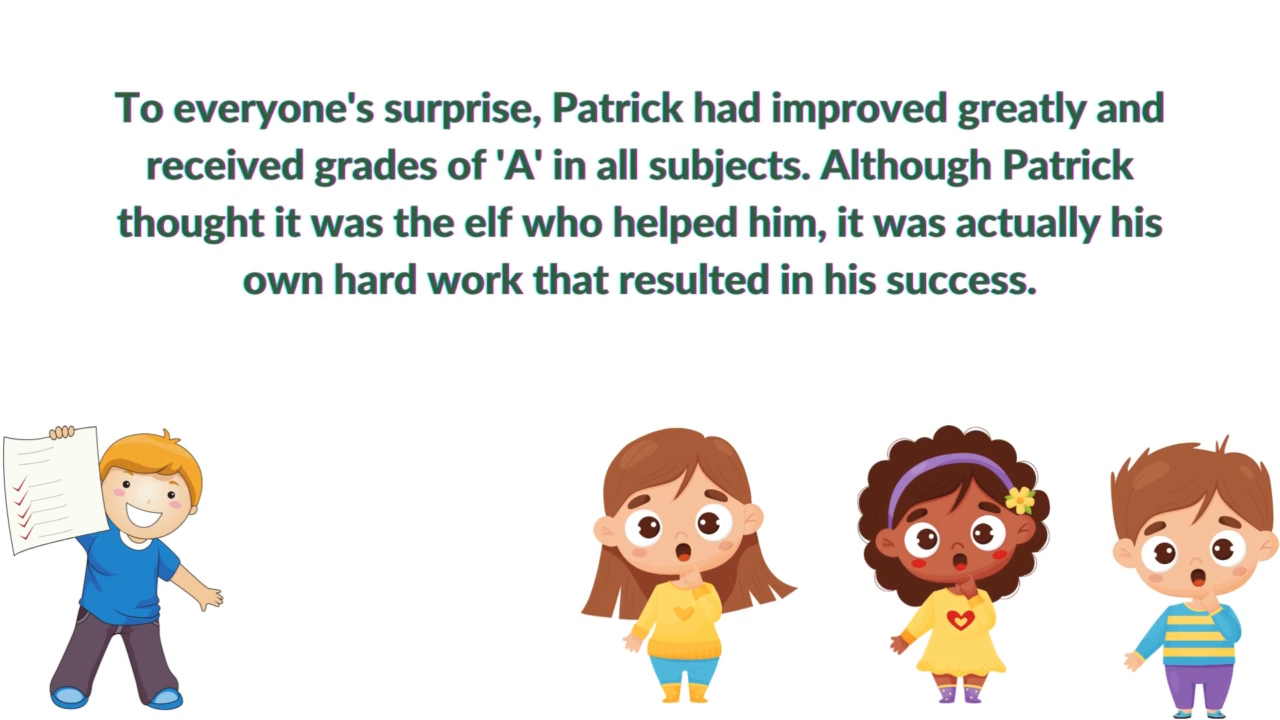 To everyone's surprise, Patrick had improved greatly and
received grades of 'A' in all subjects. Although Patrick
thought it was the elf who helped him, it was actually his
own hard work that resulted in his success.